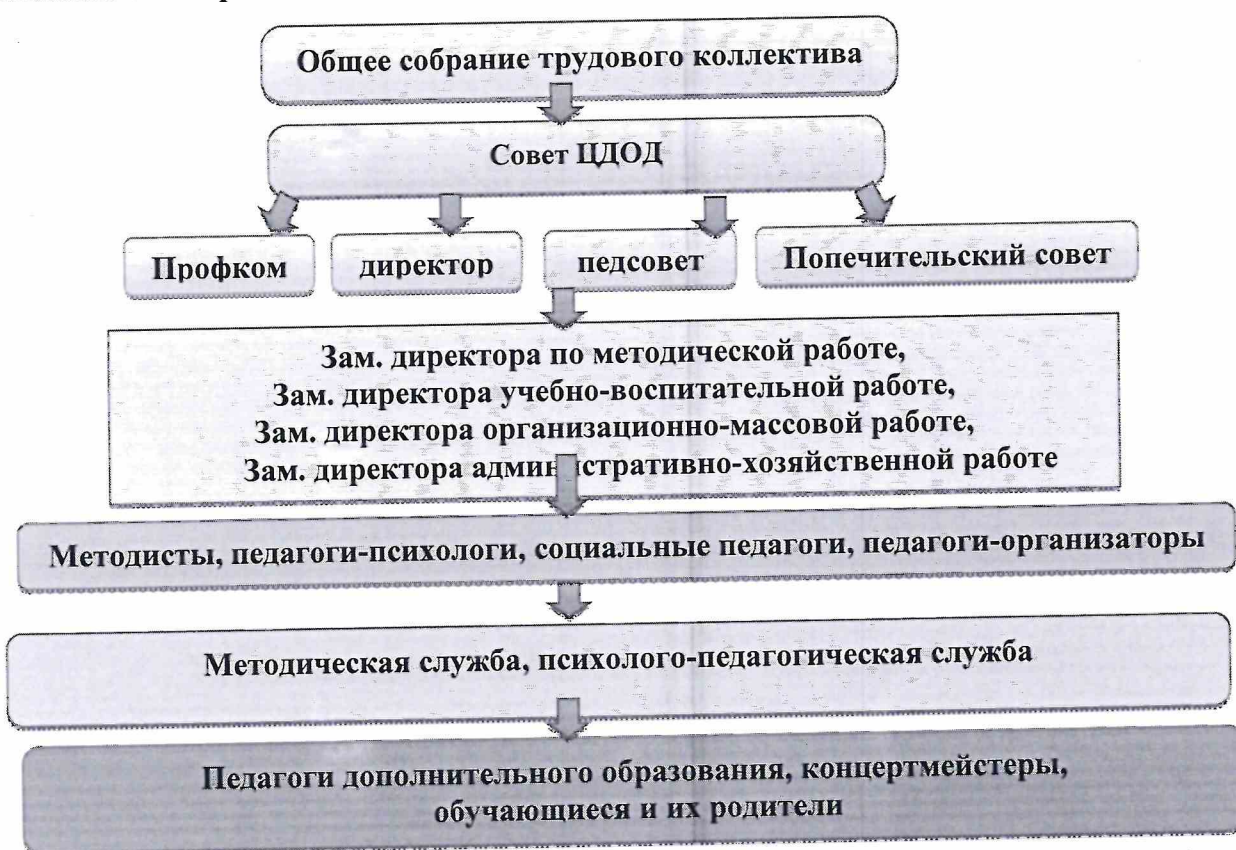 Общее собрание трудового коллектива
Совет ЦДОД
Профком
директор
педсовет
Попечительский совет
Зам. директора по методической работе,
Зам. директора учебно-воспитательной работе,
Зам. директора организационно-массовой работе,
Зам. директора админстративно-хозяйственной работе
Методисты, педагоги-психологи, социальные педагоги, педагоги-организаторы
Методическая служба, психолого-педагогическая служба
Педагоги дополнительного образования, концертмейстеры,
обучающиеся и их родители